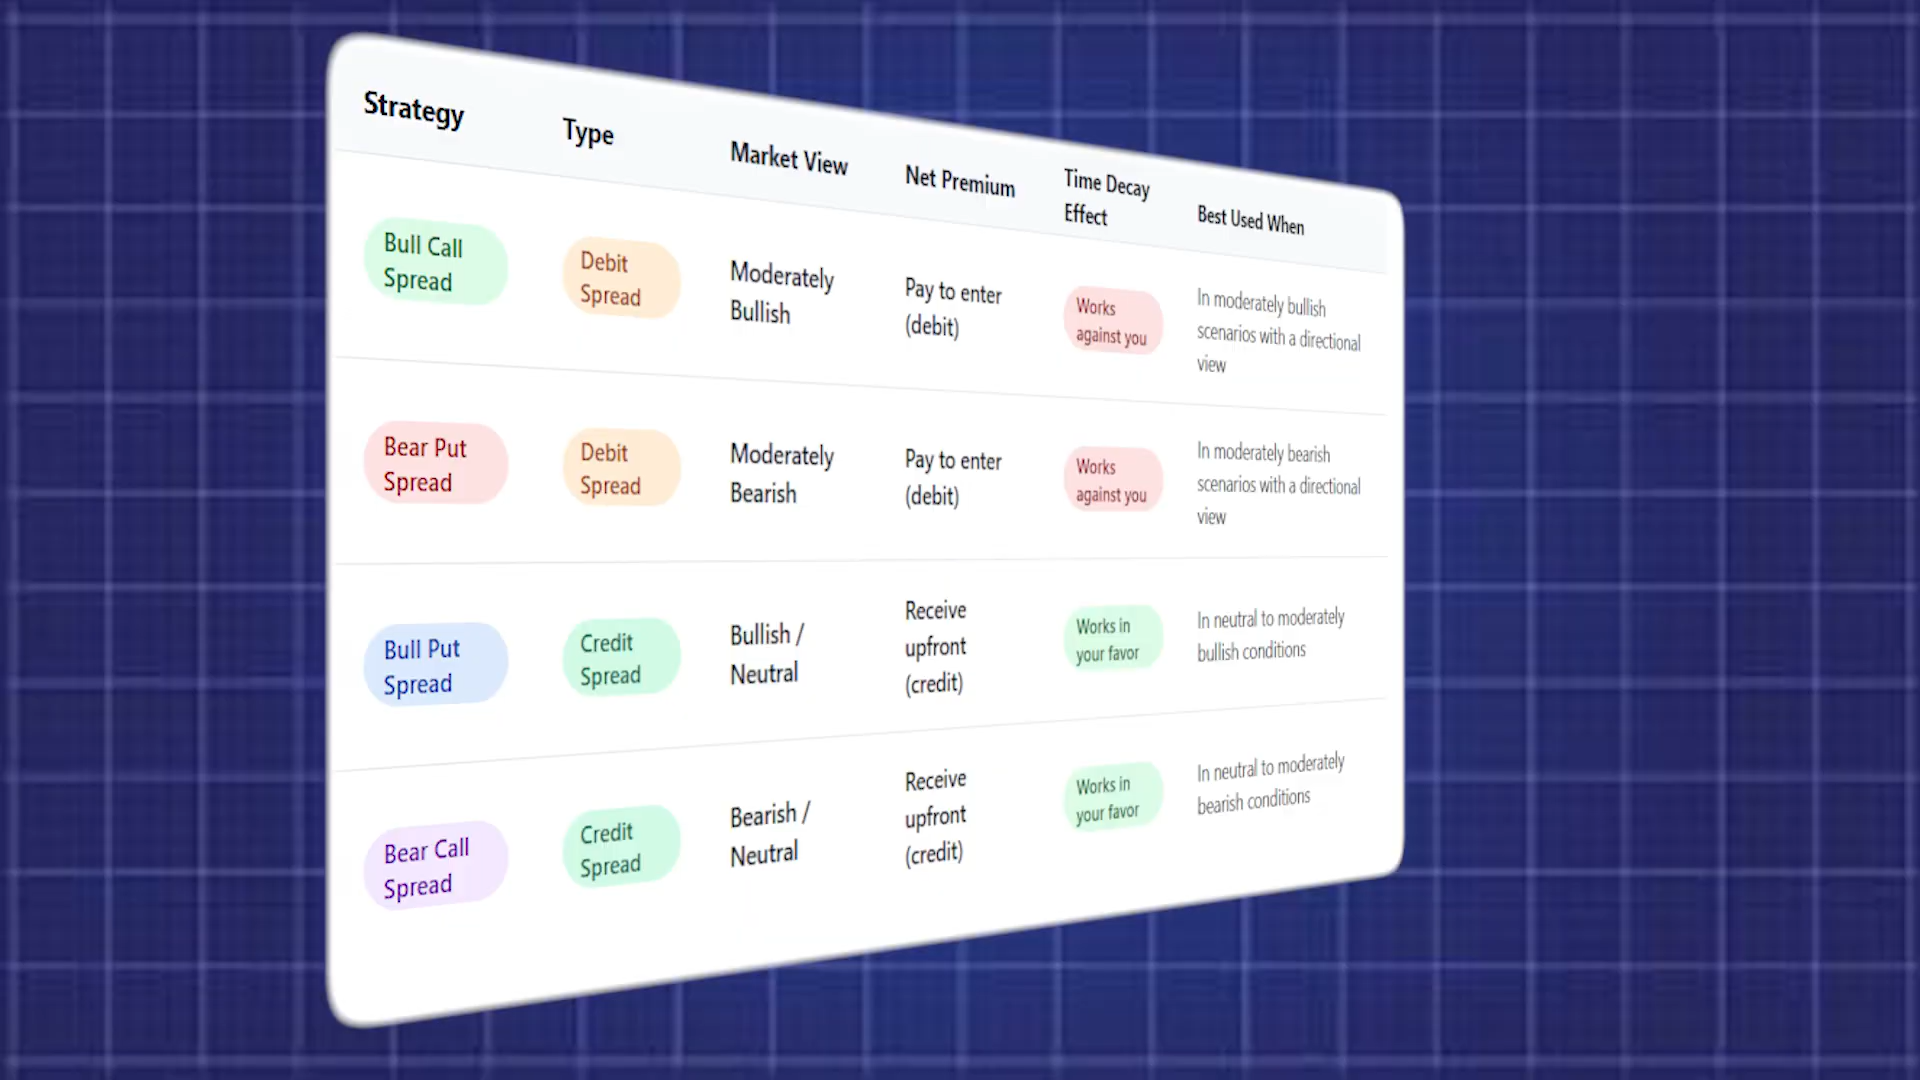 Strategy
Type
Market View
Net Premium
Time Decay
Effect
Best Used When
Bull Call
Spread
Debit
Spread
Moderately
Bullish
Pay to enter
(debit)
Works
against you
In moderately bullish
scenarios with a directional
view
Bear Put
Spread
Debit
Spread
Moderately
Bearish
Pay to enter
(debit)
Works
against you
In moderately bearish
scenarios with a directional
view
Bull Put
Spread
Credit
Spread
Bullish /
Neutral
Receive
upfront
(credit)
Works in
your favor
In neutral to moderately
bullish conditions
Bear Call
Spread
Credit
Spread
Bearish /
Neutral
Receive
upfront
(credit)
Works in
your favor
In neutral to moderately
bearish conditions